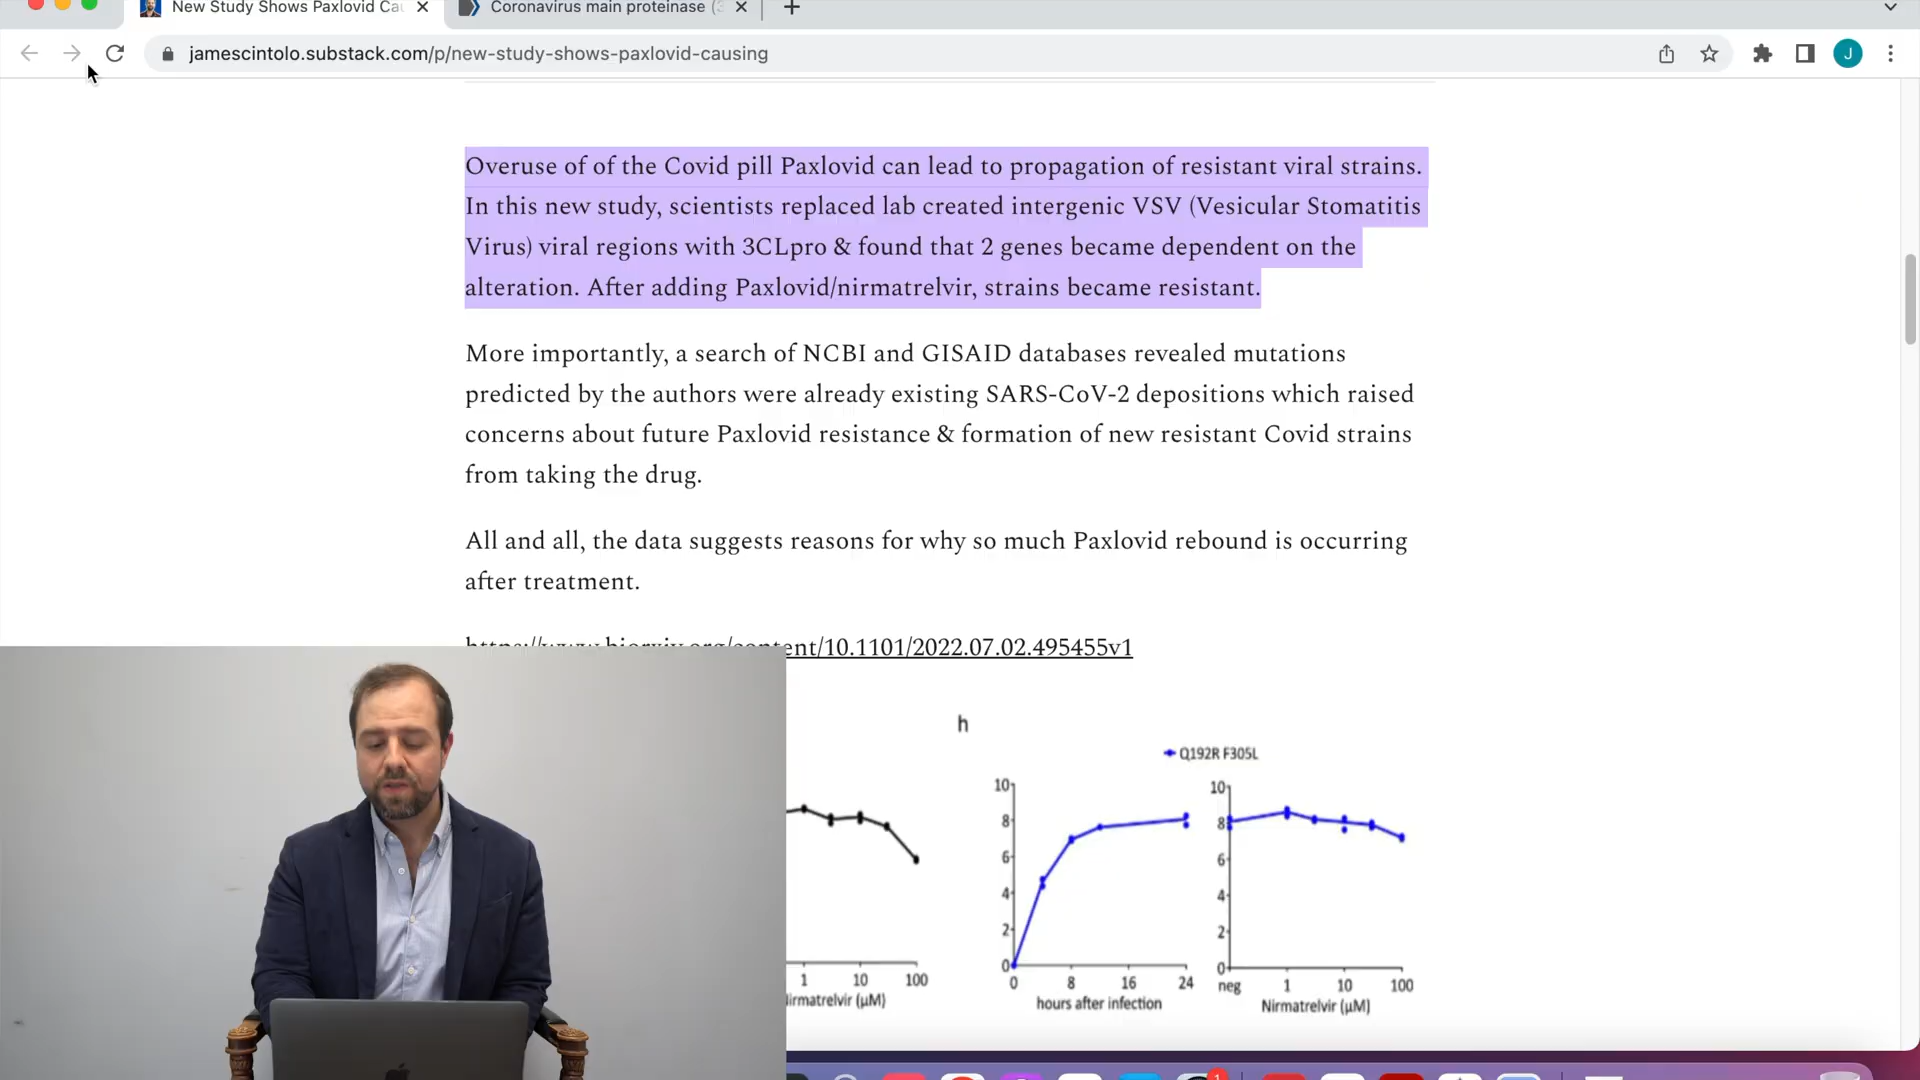 New Study Shows Paxlovid Ca
Coronavirus main proteinase (3
jamescintolo.substack.com/p/new-study-shows-paxlovid-causing
J
Overuse of of the Covid pill Paxlovid can lead to propagation of resistant viral strains.
In this new study, scientists replaced lab created intergenic VSV (Vesicular Stomatitis
Virus) viral regions with 3CLpro & found that 2 genes became dependent on the
alteration. After adding Paxlovid/nirmatrelvir, strains became resistant.
More importantly, a search of NCBI and GISAID databases revealed mutations
predicted by the authors were already existing SARS-CoV-2 depositions which raised
concerns about future Paxlovid resistance & formation of new resistant Covid strains
from taking the drug.
All and all, the data suggests reasons for why so much Paxlovid rebound is occurring
after treatment.
https://www.biorxiv.org/content/10.1101/2022.07.02.495455v1
h
Q192R F305L
10
8
6
4
2
0
0 8 16 24
hours after infection
10
8
6
4
2
0
neg 1 10 100
Nirmatrelvir (µM)
1 10 100
irmatrelvir (µM)
1